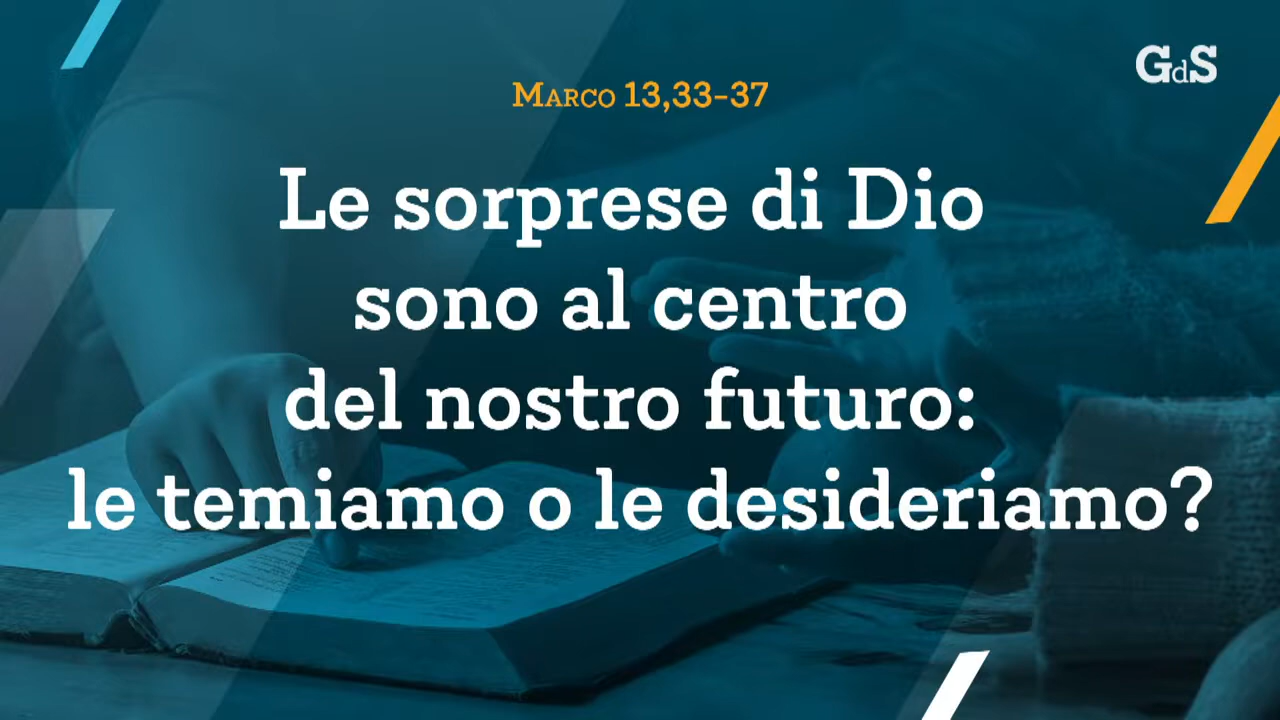 GdS
Marco 13,33-37
Le sorprese di Dio
sono al centro
del nostro futuro:
le temiamo o le desideriamo?